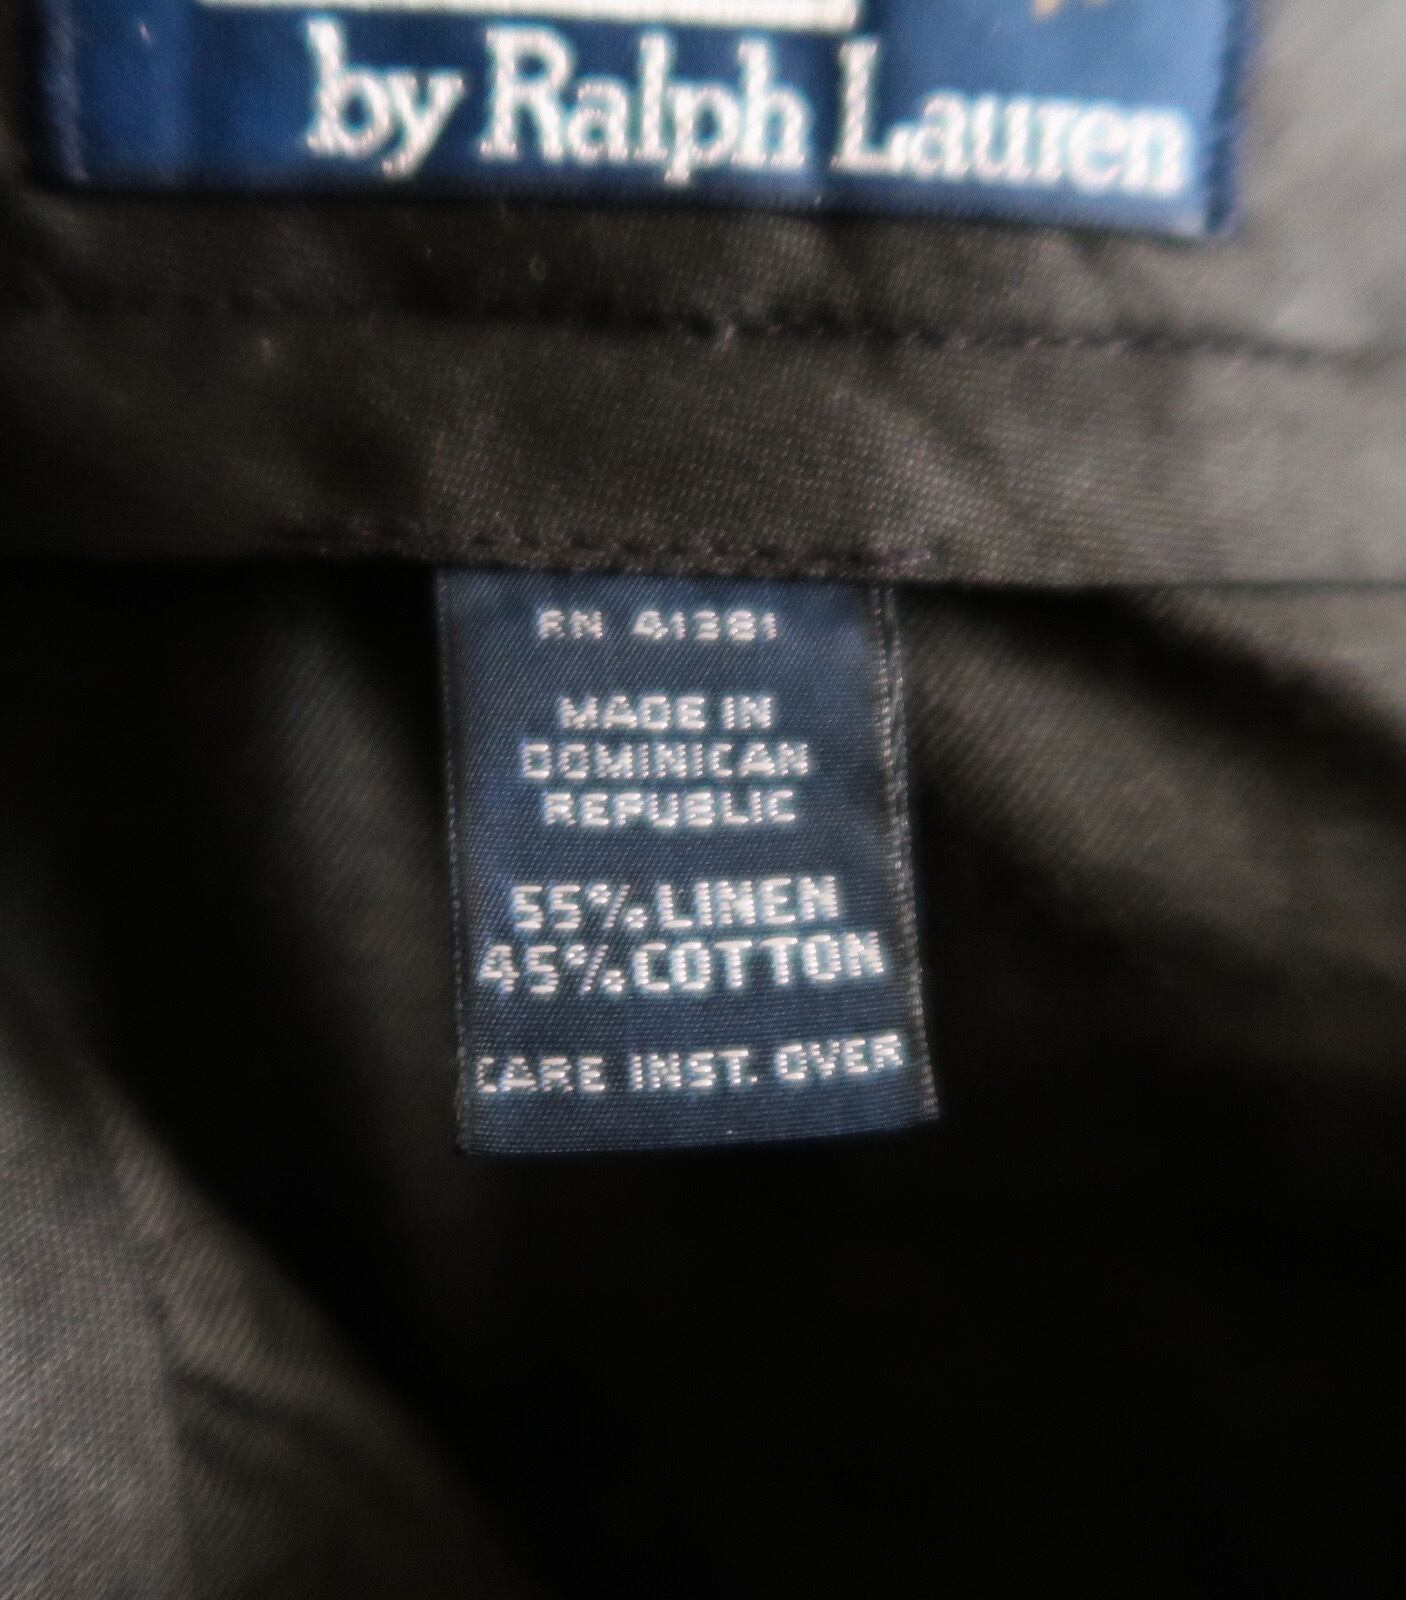 by Ralph Lauren
RN 41381
MADE IN
DOMINICAN
REPUBLIC
55% LINEN
45% COTTON
CARE INST. OVER